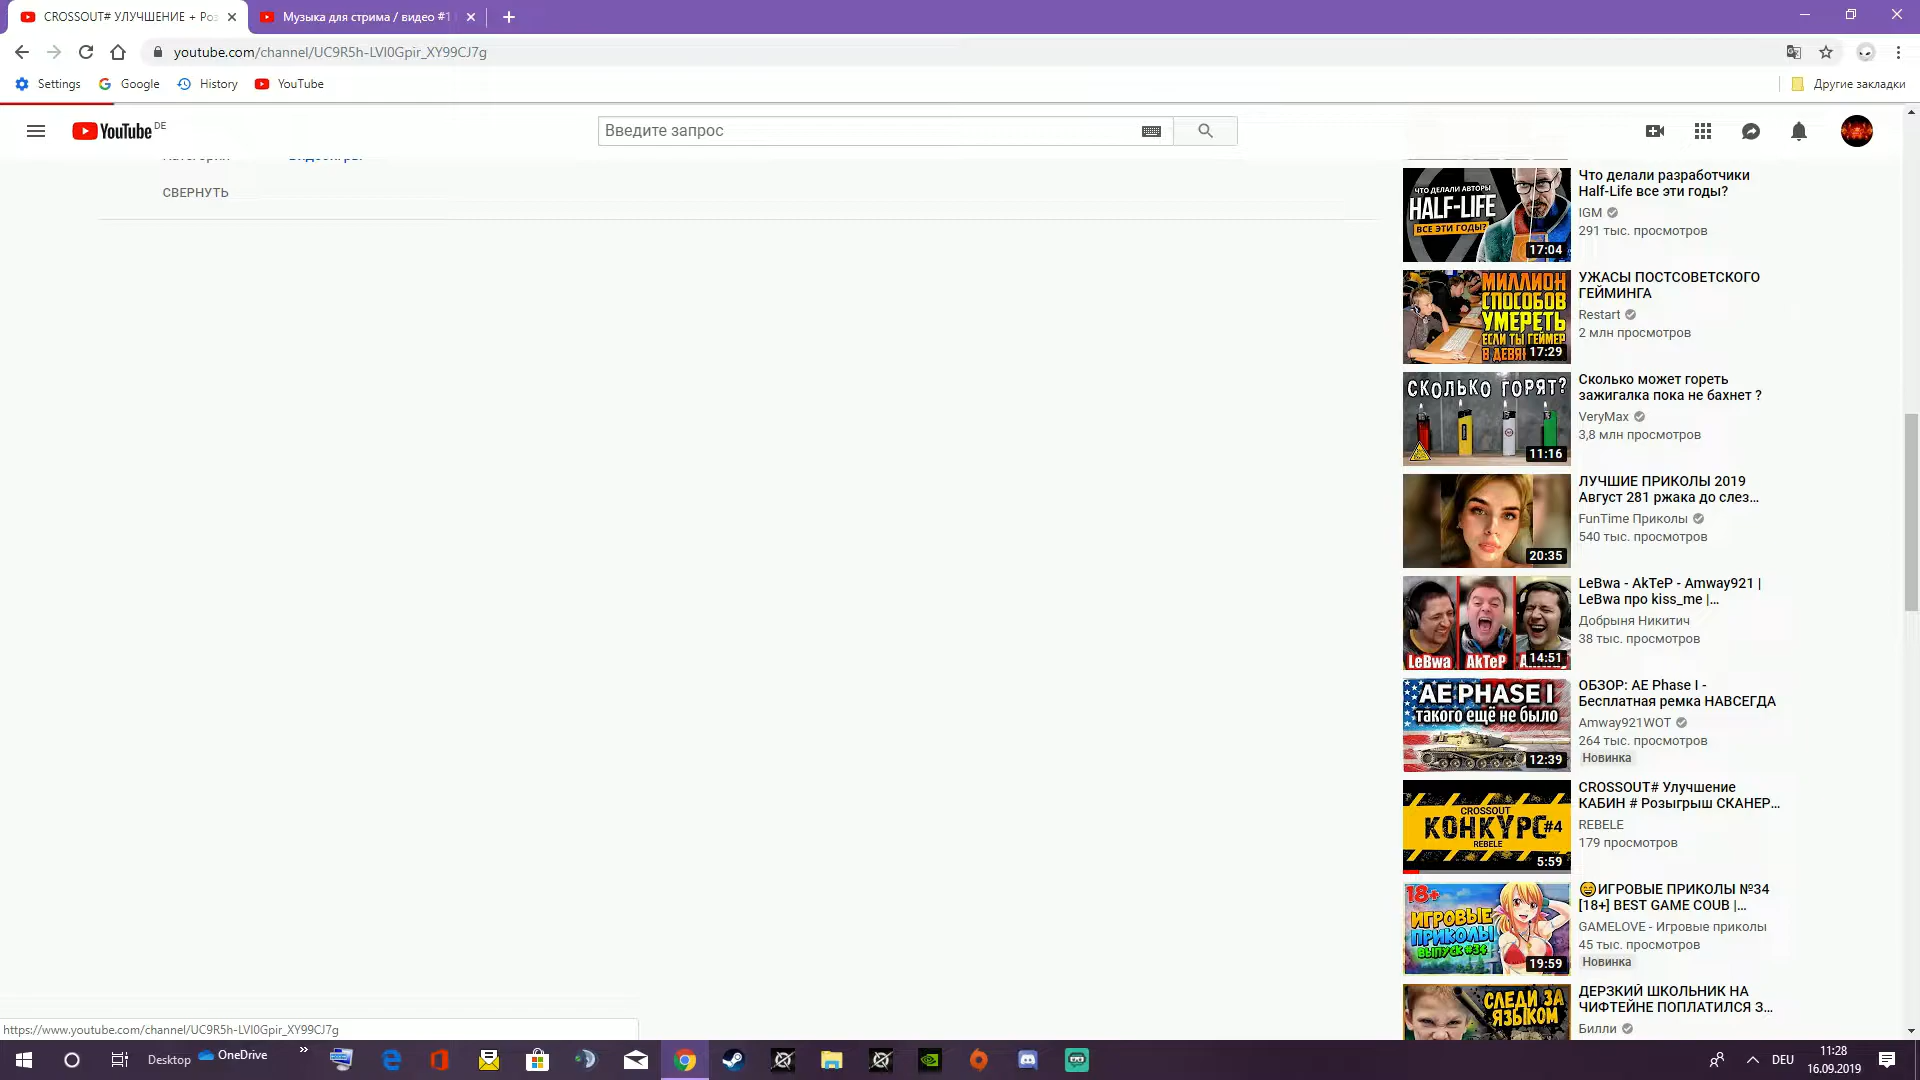 CROSSOUT# УЛУЧШЕНИЕ + Роз
Музыка для стрима / видео #1
youtube.com/channel/UC9R5h-LVI0Gpir_XY99CJ7g
Settings
Google
History
YouTube
Другие закладки
YouTube DE
Введите запрос
Категория
Видеоигры
СВЕРНУТЬ
ЧТО ДЕЛАЛИ АВТОРЫ
HALF-LIFE
ВСЕ ЭТИ ГОДЫ?
17:04
Что делали разработчики
Half-Life все эти годы?
IGM
291 тыс. просмотров
МИЛЛИОН
СПОСОБОВ
УМЕРЕТЬ
ЕСЛИ ТЫ ГЕЙМЕР
В ДЕВЯН
17:29
УЖАСЫ ПОСТСОВЕТСКОГО
ГЕЙМИНГА
Restart
2 млн просмотров
СКОЛЬКО ГОРЯТ?
11:16
Сколько может гореть
зажигалка пока не бахнет ?
VeryMax
3,8 млн просмотров
20:35
ЛУЧШИЕ ПРИКОЛЫ 2019
Август 281 ржака до слез...
FunTime Приколы
540 тыс. просмотров
LeBwa
AkTeP
14:51
LeBwa - AkTeP - Amway921 |
LeBwa про kiss_me |...
Добрыня Никитич
38 тыс. просмотров
AE PHASE I
такого ещё не было
12:39
ОБЗОР: AE Phase I -
Бесплатная ремка НАВСЕГДА
Amway921WOT
264 тыс. просмотров
Новинка
CROSSOUT
КОНКУРС#4
REBELE
5:59
CROSSOUT# Улучшение
КАБИН # Розыгрыш СКАНЕР...
REBELE
179 просмотров
18+
ИГРОВЫЕ
ПРИКОЛЫ
ВЫПУСК #34
19:59
😄ИГРОВЫЕ ПРИКОЛЫ №34
[18+] BEST GAME COUB |...
GAMELOVE - Игровые приколы
45 тыс. просмотров
Новинка
СЛЕДИ ЗА
ЯЗЫКОМ
ДЕРЗКИЙ ШКОЛЬНИК НА
ЧИФТЕЙНЕ ПОПЛАТИЛСЯ З...
Билли
https://www.youtube.com/channel/UC9R5h-LVI0Gpir_XY99CJ7g
Desktop
OneDrive
DEU
11:28
16.09.2019